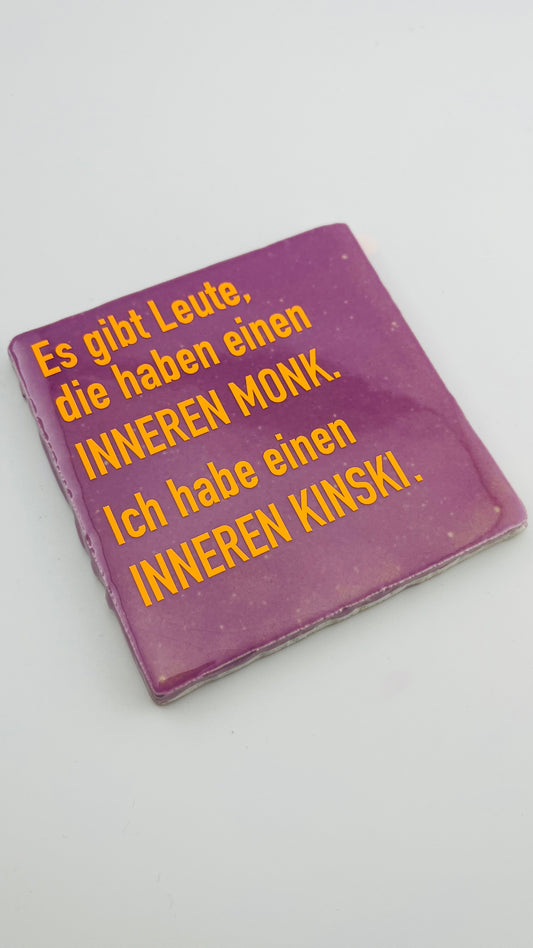 Es gibt Leute,
die haben einen
INNEREN MONK.
Ich habe einen
INNEREN KINSKI.